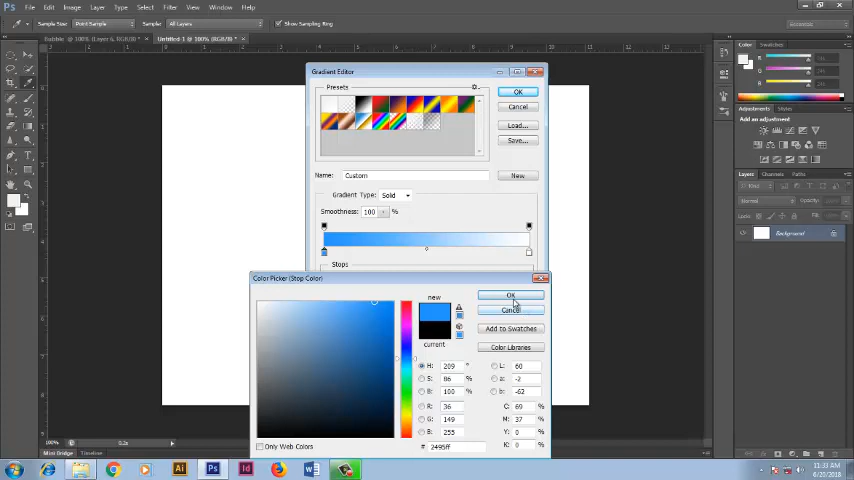 Ps File Edit Image Layer Type Select Filter View Window Help
Sample Size: Point Sample Sample: All Layers Show Sampling Ring
Bubble @ 100% (Layer 6, RGB/8*) * × Untitled-1 @ 100% (RGB/8) * ×
Gradient Editor
Presets
OK
Cancel
Load...
Save...
Name: Custom New
Gradient Type: Solid
Smoothness: 100 %
Stops
Color Picker (Stop Color)
new
current
OK
Cancel
Add to Swatches
Color Libraries
H: 209 °
S: 86 %
B: 100 %
R: 36
G: 149
B: 255
L: 60
a: -2
b: -62
C: 69 %
M: 37 %
Y: 0 %
K: 0 %
# 2495ff
Only Web Colors
Color Swatches
Adjustments Styles
Add an adjustment
Layers Channels Paths
Kind
Normal Opacity:
Lock: Fill:
Background
100%
Mini Bridge Timeline
Ai Ps Id W
11:33 AM
6/25/2018